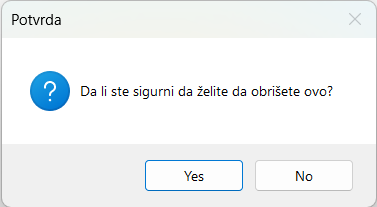 Potvrda
Da li ste sigurni da želite da obrišete ovo?
Yes
No